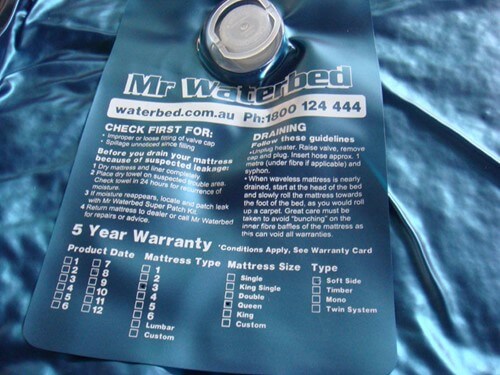 Mr Waterbed
waterbed.com.au Ph:1800 124 444
CHECK FIRST FOR:
• Improper or loose fitting of valve cap
• Spillage unnoticed since filling
Before you drain your mattress
because of suspected leakage:
1 Dry mattress and liner completely.
2 Place dry towel on suspected trouble area.
Check towel in 24 hours for recurrence of
moisture.
3 If moisture reappears, locate and patch leak
with Mr Waterbed Super Patch Kit.
4 Return mattress to dealer or call Mr Waterbed
for repairs or advice.
DRAINING
Follow these guidelines
•Unplug heater. Raise valve, remove
cap and plug. Insert hose approx. 1
metre (under fibre if applicable) and
syphon.
• When waveless mattress is nearly
drained, start at the head of the bed
and slowly roll the mattress towards
the foot of the bed, as you would roll
up a carpet. Great care must be
taken to avoid "bunching" on the
inner fibre baffles of the mattress as
this can void all warranties.
5 Year Warranty *Conditions Apply, See Warranty Card
Product Date
1 7
2 8
3 9
4 10
5 11
6 12
Mattress Type
1
2
3
4
5
6
Lumbar
Custom
Mattress Size
Single
King Single
Double
Queen
King
Custom
Type
Soft Side
Timber
Mono
Twin System